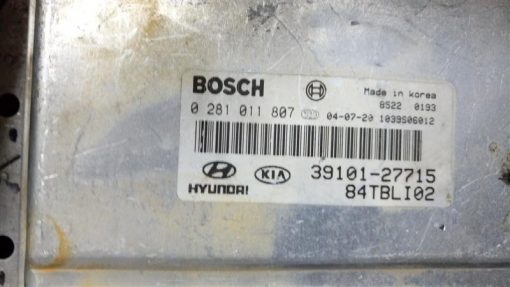 BOSCH
Made in korea
8522 0193
0 281 011 807 04-07-20 1039S06012
HYUNDAI KIA 39101-27715
84TBLI02